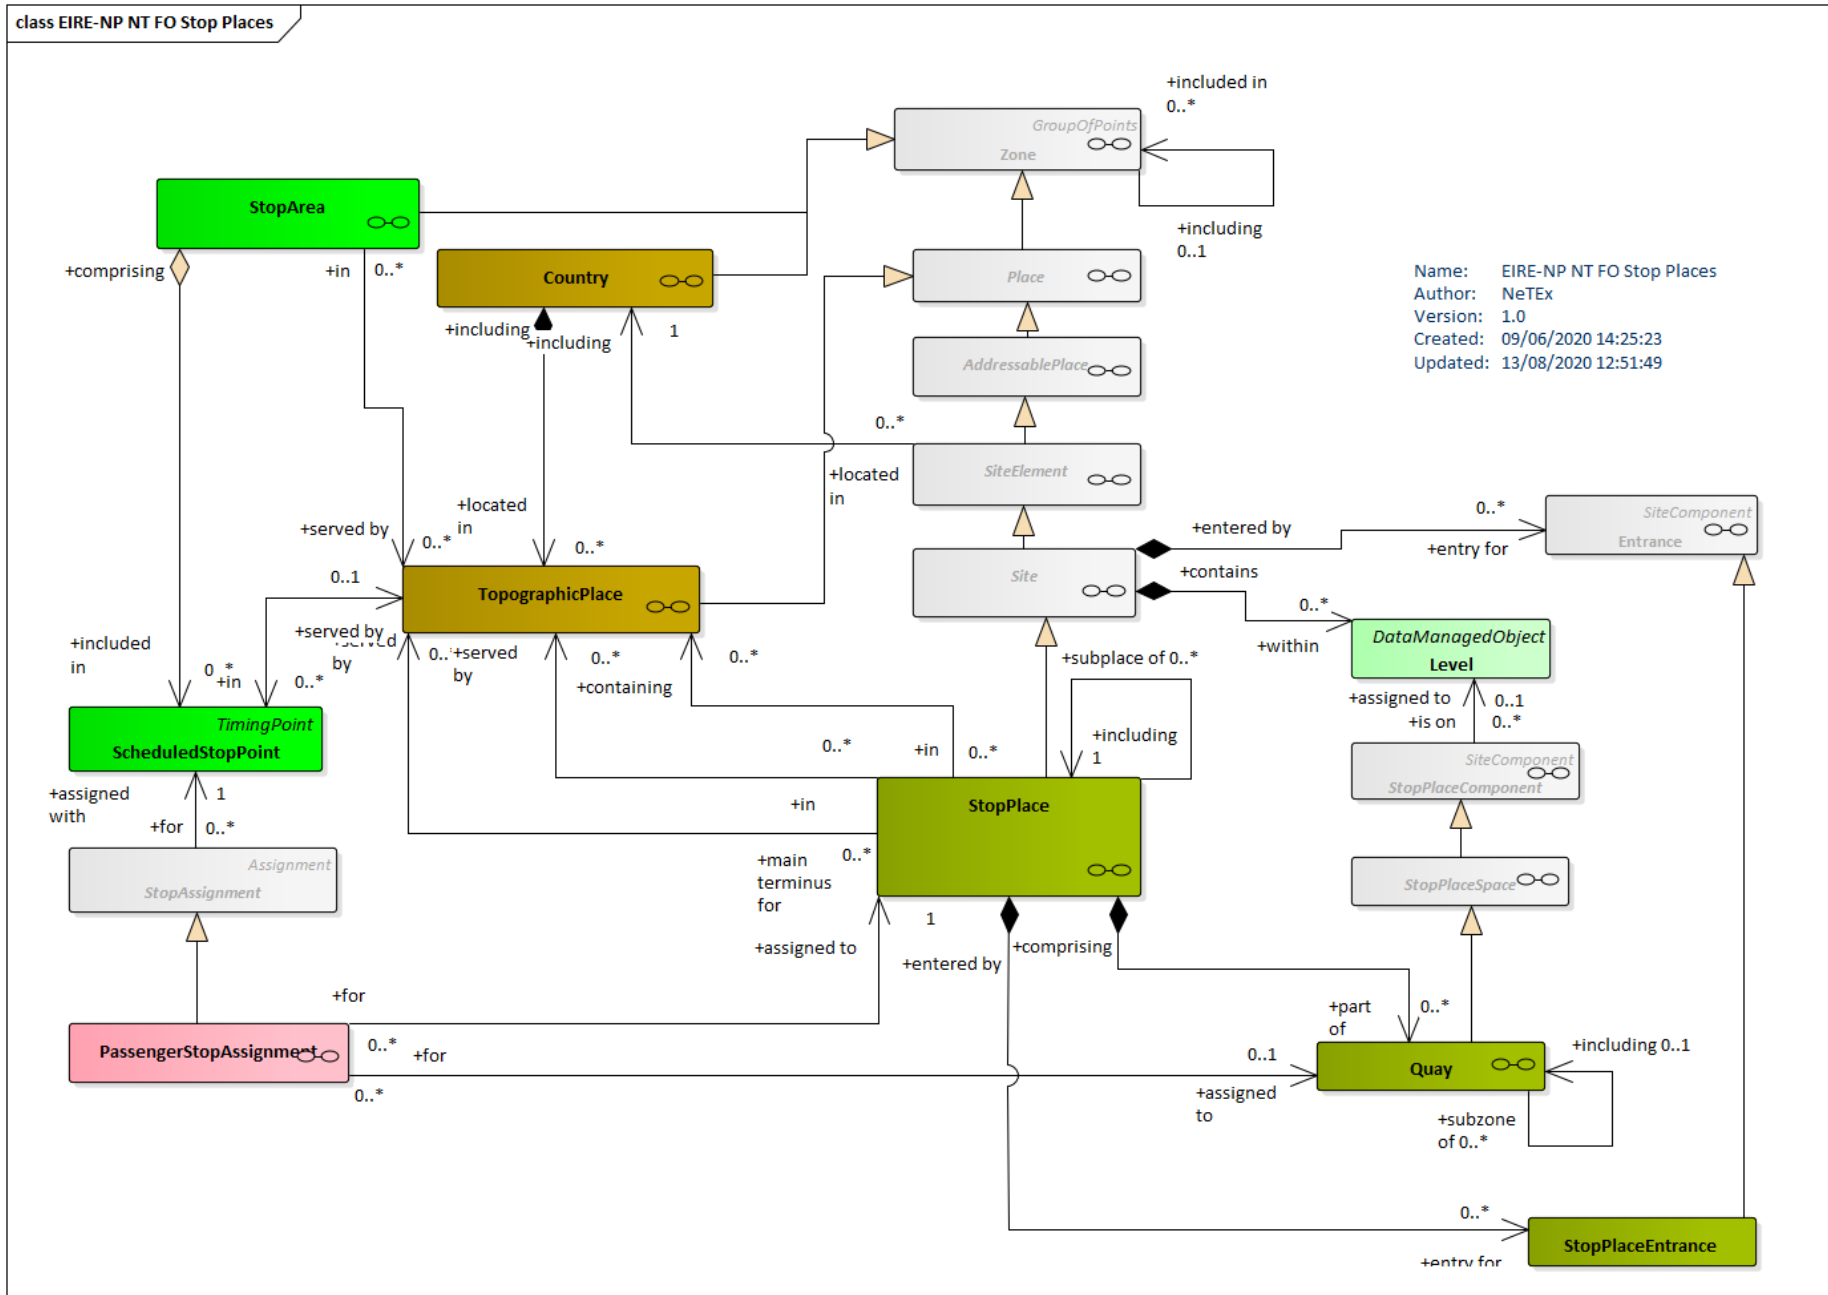 class EIRE-NP NT FO Stop Places
+included in
0..*
GroupOfPoints
Zone
+including
0..1
StopArea
+comprising
+in
0..*
Country
+including
+including
1
Place
Name: EIRE-NP NT FO Stop Places
Author: NeTEx
Version: 1.0
Created: 09/06/2020 14:25:23
Updated: 13/08/2020 12:51:49
AddressablePlace
0..*
SiteElement
+located
in
+located
in
+served by
0..*
0..*
+entered by
0..*
+entry for
SiteComponent
Entrance
Site
+contains
0..*
+within
DataManagedObject
Level
0..1
TopographicPlace
+served by
by
0..
+served
by
0..*
+containing
0..*
+subplace of 0..*
+included
in
0 *
+in
0..*
+assigned to
0..1
+is on
0..*
TimingPoint
ScheduledStopPoint
0..*
+in
0..*
+including
1
SiteComponent
StopPlaceComponent
+assigned
with
1
+for
0..*
+in
StopPlace
Assignment
StopAssignment
+main
terminus
for
0..*
StopPlaceSpace
+assigned to
1
+entered by
+comprising
+for
+part
of
0..*
PassengerStopAssignment
0..*
+for
0..*
0..1
+assigned
to
Quay
+including 0..1
+subzone
of 0..*
0..*
+entry for
StopPlaceEntrance